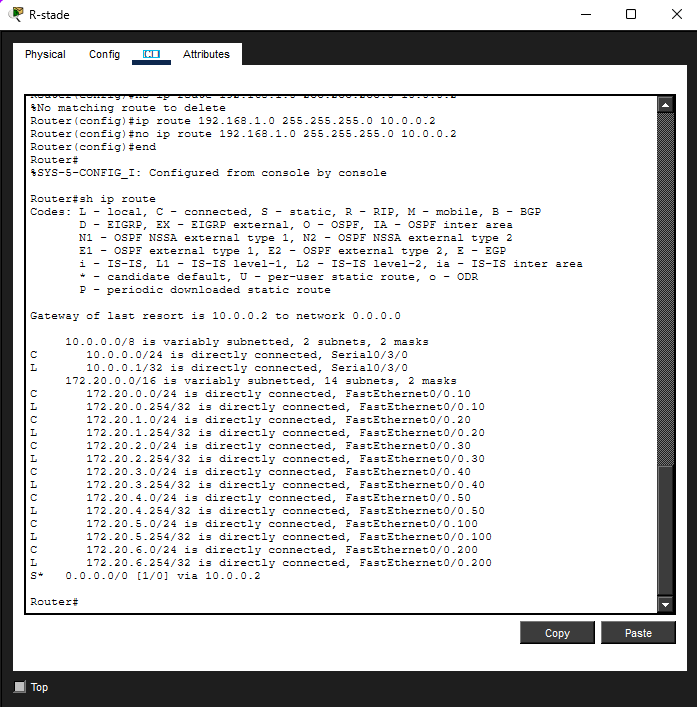 R-stade
Physical Config CLI Attributes
Router(config)#no ip route 192.168.1.0 255.255.255.0 10.0.0.2
%No matching route to delete
Router(config)#ip route 192.168.1.0 255.255.255.0 10.0.0.2
Router(config)#no ip route 192.168.1.0 255.255.255.0 10.0.0.2
Router(config)#end
Router#
%SYS-5-CONFIG_I: Configured from console by console
Router#sh ip route
Codes: L - local, C - connected, S - static, R - RIP, M - mobile, B - BGP
D - EIGRP, EX - EIGRP external, O - OSPF, IA - OSPF inter area
N1 - OSPF NSSA external type 1, N2 - OSPF NSSA external type 2
E1 - OSPF external type 1, E2 - OSPF external type 2, E - EGP
i - IS-IS, L1 - IS-IS level-1, L2 - IS-IS level-2, ia - IS-IS inter area
* - candidate default, U - per-user static route, o - ODR
P - periodic downloaded static route
Gateway of last resort is 10.0.0.2 to network 0.0.0.0
10.0.0.0/8 is variably subnetted, 2 subnets, 2 masks
C 10.0.0.0/24 is directly connected, Serial0/3/0
L 10.0.0.1/32 is directly connected, Serial0/3/0
172.20.0.0/16 is variably subnetted, 14 subnets, 2 masks
C 172.20.0.0/24 is directly connected, FastEthernet0/0.10
L 172.20.0.254/32 is directly connected, FastEthernet0/0.10
C 172.20.1.0/24 is directly connected, FastEthernet0/0.20
L 172.20.1.254/32 is directly connected, FastEthernet0/0.20
C 172.20.2.0/24 is directly connected, FastEthernet0/0.30
L 172.20.2.254/32 is directly connected, FastEthernet0/0.30
C 172.20.3.0/24 is directly connected, FastEthernet0/0.40
L 172.20.3.254/32 is directly connected, FastEthernet0/0.40
C 172.20.4.0/24 is directly connected, FastEthernet0/0.50
L 172.20.4.254/32 is directly connected, FastEthernet0/0.50
C 172.20.5.0/24 is directly connected, FastEthernet0/0.100
L 172.20.5.254/32 is directly connected, FastEthernet0/0.100
C 172.20.6.0/24 is directly connected, FastEthernet0/0.200
L 172.20.6.254/32 is directly connected, FastEthernet0/0.200
S* 0.0.0.0/0 [1/0] via 10.0.0.2
Router#
Copy Paste
Top